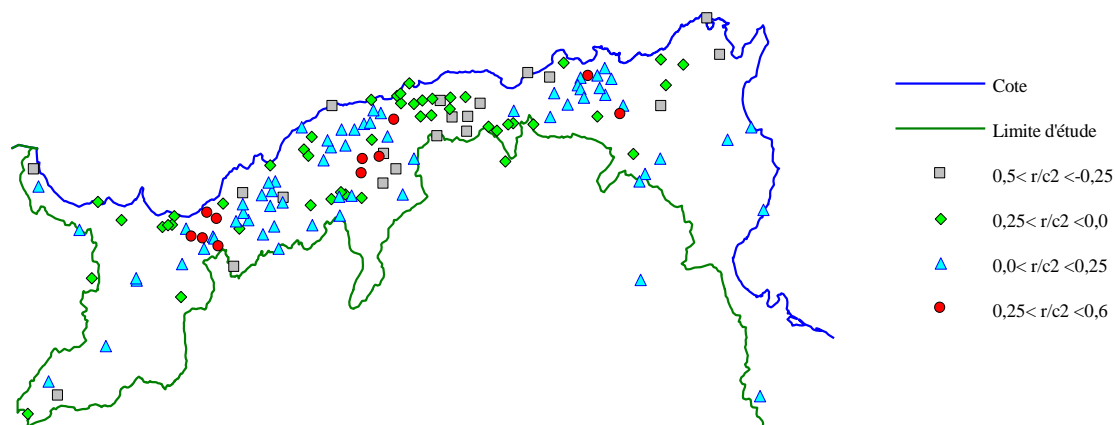 Cote
Limite d'étude
0,5< r/c2 <-0,25
0,25< r/c2 <0,0
0,0< r/c2 <0,25
0,25< r/c2 <0,6